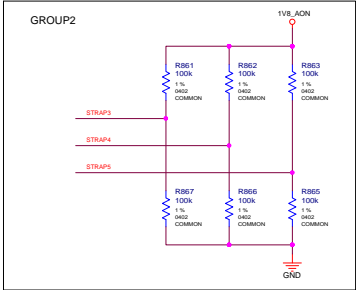 GROUP2
1V8_AON
R861
100k
1 %
0402
COMMON
R862
100k
1 %
0402
COMMON
R863
100k
1 %
0402
COMMON
STRAP3
STRAP4
STRAP5
R867
100k
1 %
0402
COMMON
R866
100k
1 %
0402
COMMON
R865
100k
1 %
0402
COMMON
GND